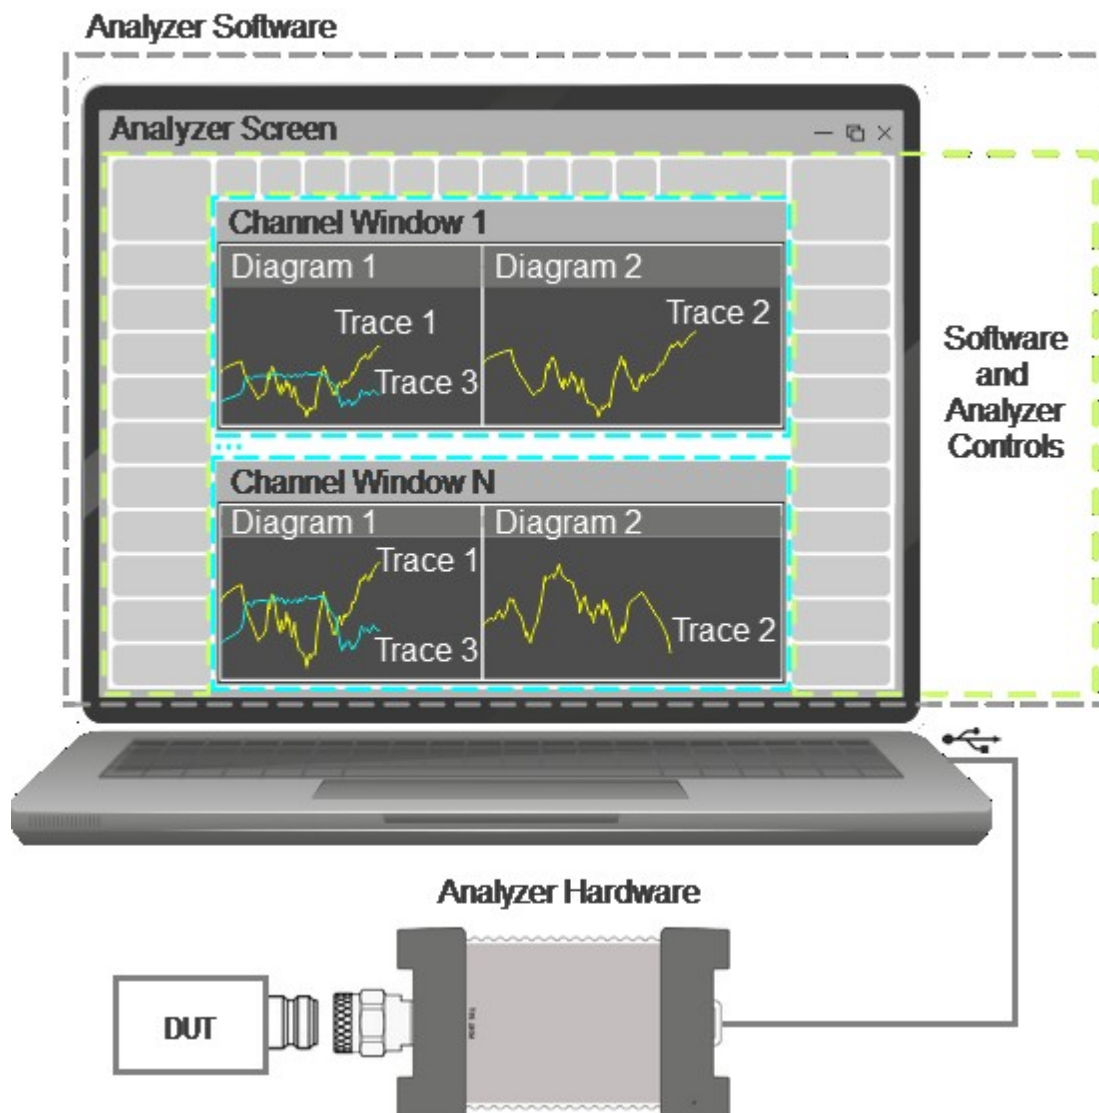 Analyzer Software
Analyzer Screen
Channel Window 1
Diagram 1
Diagram 2
Trace 1
Trace 2
Trace 3
...
Channel Window N
Diagram 1
Diagram 2
Trace 1
Trace 3
Trace 2
Software
and
Analyzer
Controls
Analyzer Hardware
DUT